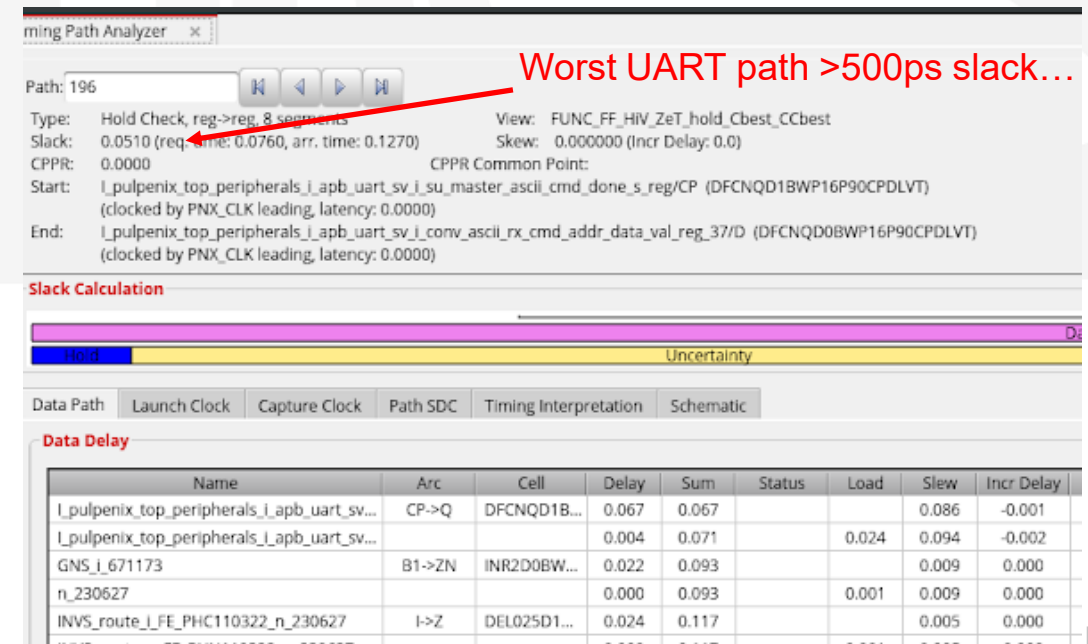 ming Path Analyzer ×
Worst UART path >500ps slack…
Path: 196
Type: Hold Check, reg->reg, 8 segments View: FUNC_FF_HiV_ZeT_hold_Cbest_CCbest
Slack: 0.0510 (req. time: 0.0760, arr. time: 0.1270) Skew: 0.000000 (Incr Delay: 0.0)
CPPR: 0.0000 CPPR Common Point:
Start: I_pulpenix_top_peripherals_i_apb_uart_sv_i_su_master_ascii_cmd_done_s_reg/CP (DFCNQD1BWP16P90CPDLVT)
(clocked by PNX_CLK leading, latency: 0.0000)
End: I_pulpenix_top_peripherals_i_apb_uart_sv_i_conv_ascii_rx_cmd_addr_data_val_reg_37/D (DFCNQD0BWP16P90CPDLVT)
(clocked by PNX_CLK leading, latency: 0.0000)
Slack Calculation
Da
Hold Uncertainty
Data Path Launch Clock Capture Clock Path SDC Timing Interpretation Schematic
Data Delay
Name Arc Cell Delay Sum Status Load Slew Incr Delay
I_pulpenix_top_peripherals_i_apb_uart_sv... CP->Q DFCNQD1B... 0.067 0.067 0.086 -0.001
I_pulpenix_top_peripherals_i_apb_uart_sv... 0.004 0.071 0.024 0.094 -0.002
GNS_i_671173 B1->ZN INR2D0BW... 0.022 0.093 0.009 0.000
n_230627 0.000 0.093 0.001 0.009 0.000
INVS_route_i_FE_PHC110322_n_230627 I->Z DEL025D1... 0.024 0.117 0.005 0.000